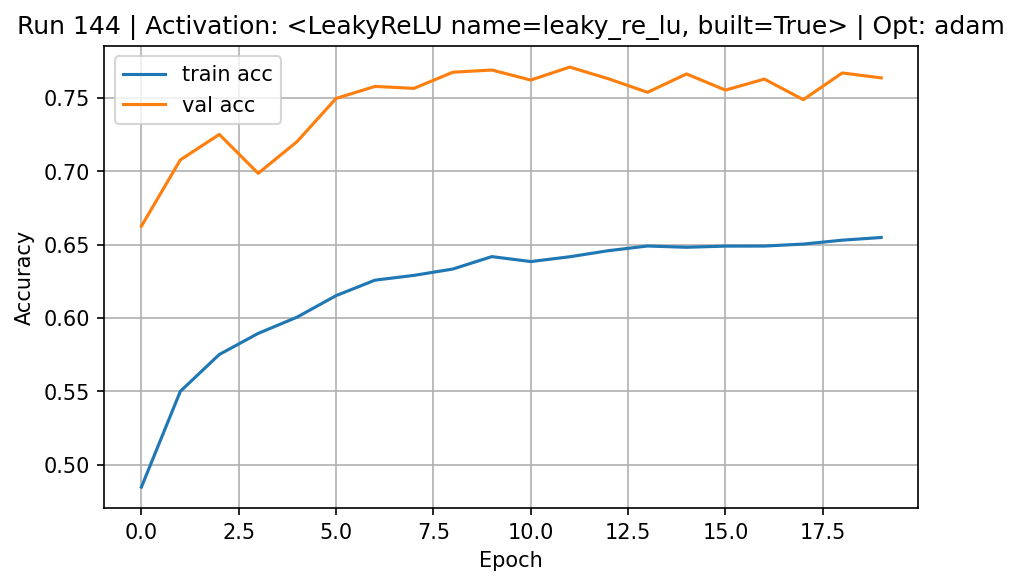 Run 144 | Activation: <LeakyReLU name=leaky_re_lu, built=True> | Opt: adam
train acc
val acc
0.75
0.70
0.65
0.60
0.55
0.50
Accuracy
0.0 2.5 5.0 7.5 10.0 12.5 15.0 17.5
Epoch